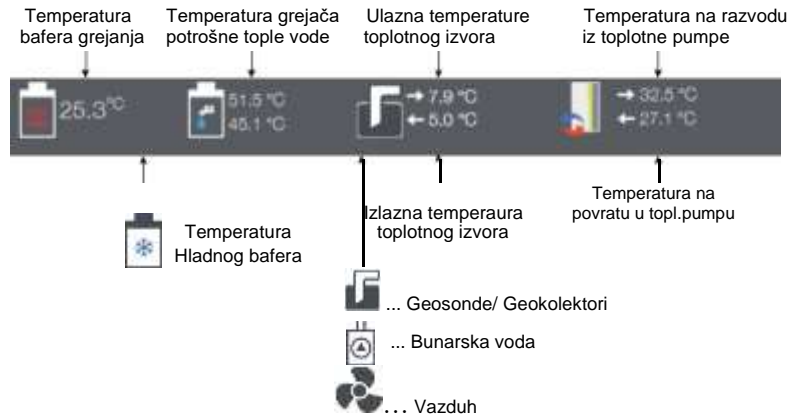 Temperatura
bafera grejanja
Temperatura grejača
potrošne tople vode
Ulazna temperature
toplotnog izvora
Temperatura na razvodu
iz toplotne pumpe
25.3°C
51.5 °C
45.1 °C
→ 7.9 °C
← 5.0 °C
→ 32.5 °C
← 27.1 °C
Temperatura
Hladnog bafera
Izlazna temperaura
toplotnog izvora
Temperatura na
povratu u topl.pumpu
... Geosonde/ Geokolektori
... Bunarska voda
... Vazduh